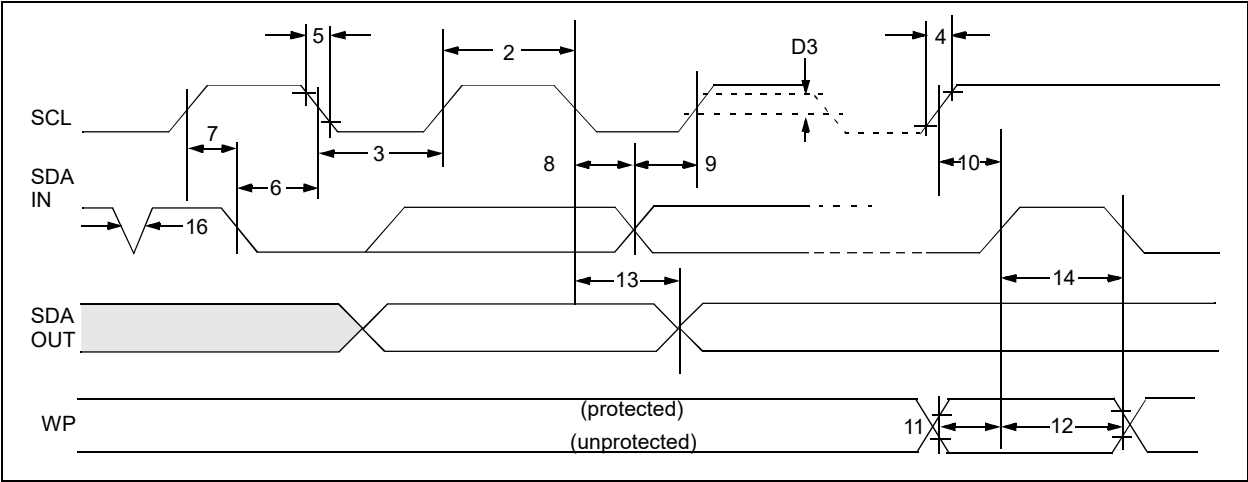 5
2
D3
4
SCL
7
3
8
9
10
SDA
IN
6
16
13
14
SDA
OUT
WP
(protected)
(unprotected)
11
12